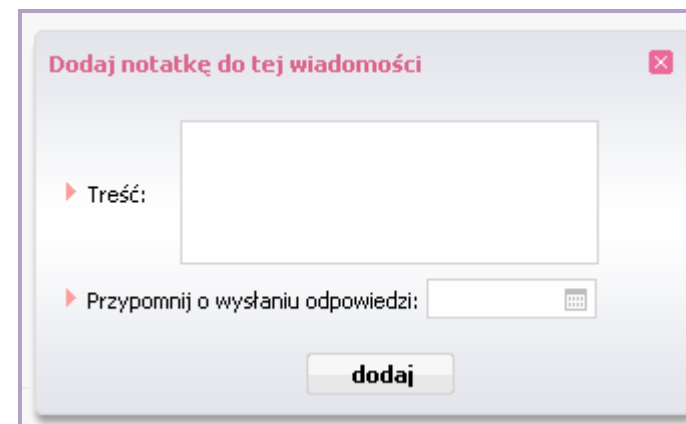 Dodaj notatkę do tej wiadomości
Treść:
Przypomnij o wysłaniu odpowiedzi:
dodaj